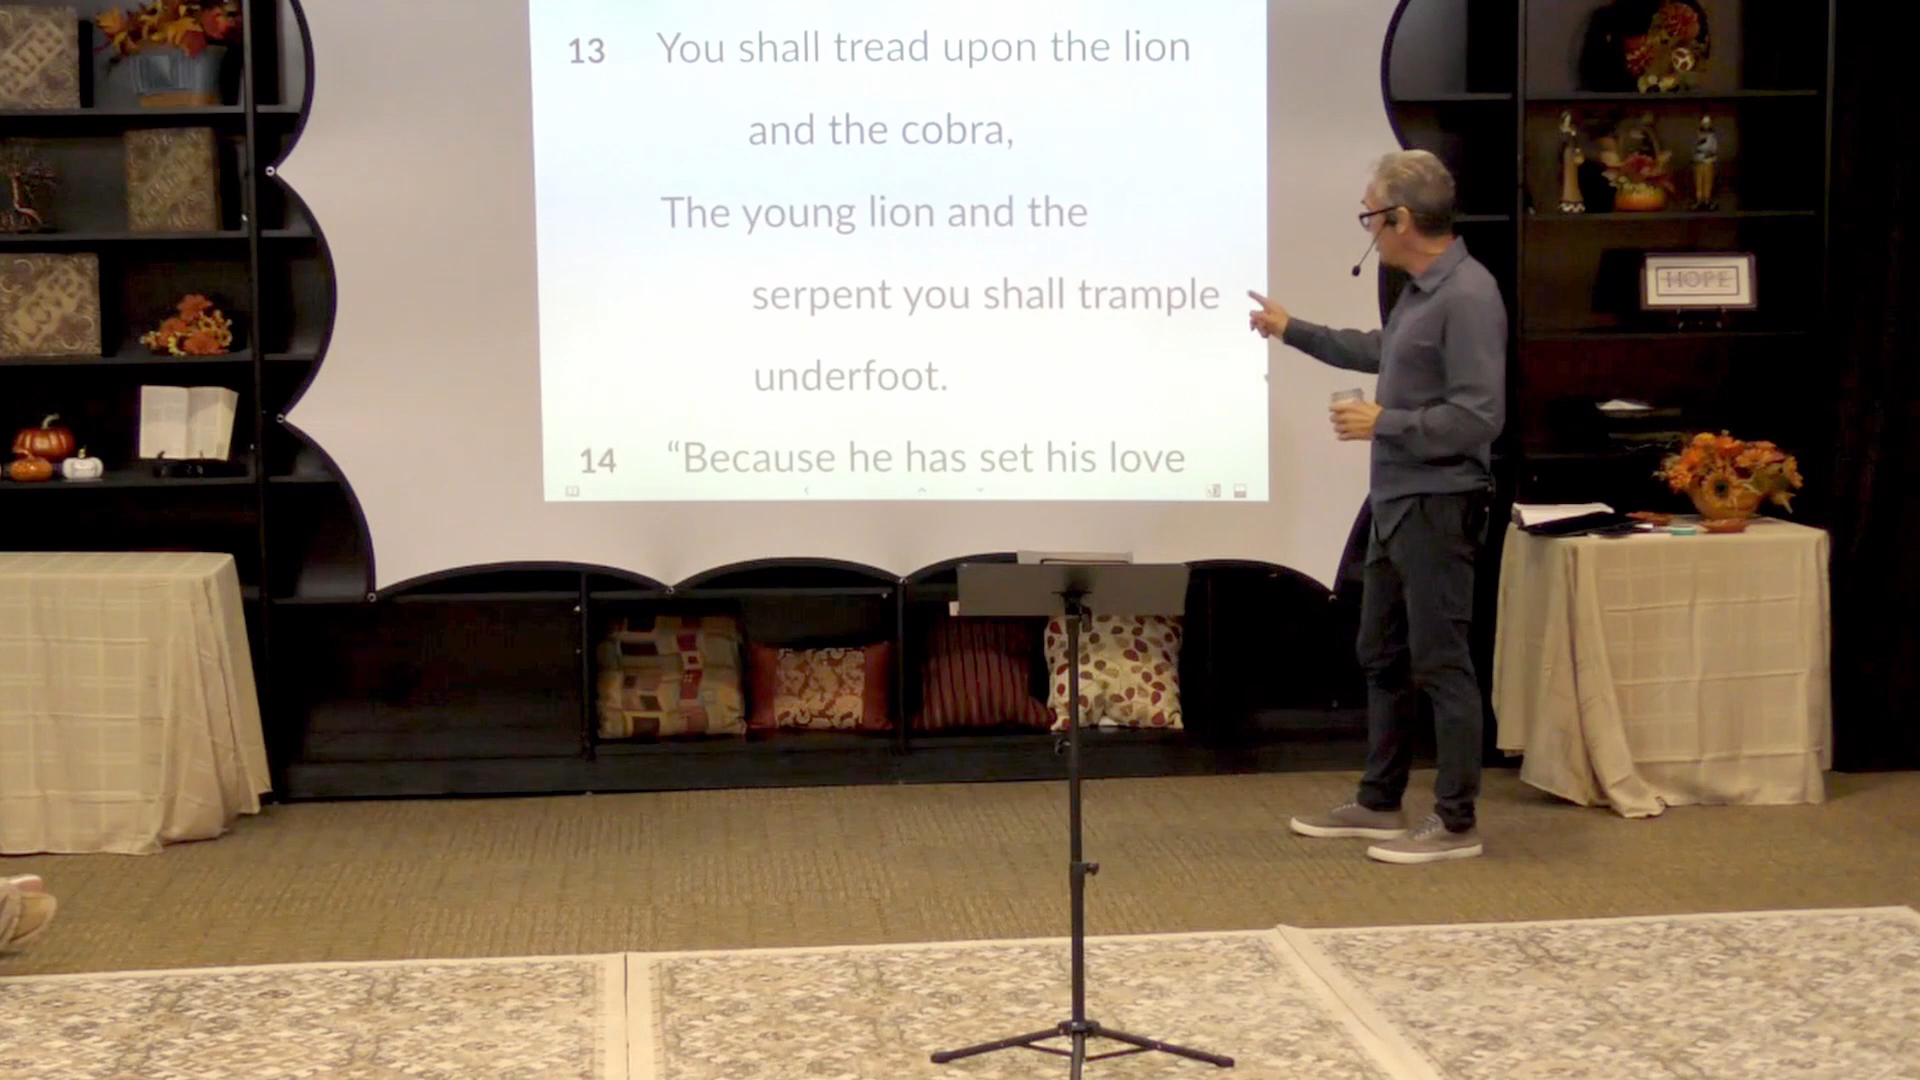 13 You shall tread upon the lion
and the cobra,
The young lion and the
serpent you shall trample
underfoot.
14 “Because he has set his love
FAITH
HOPE